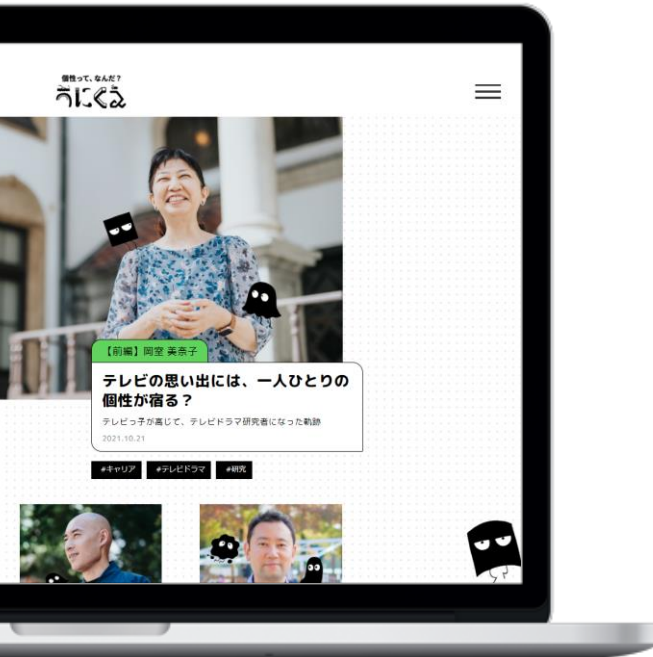 個性って、なんだ？
うにくえ
【前編】岡室 美奈子
テレビの思い出には、一人ひとりの
個性が宿る？
テレビっ子が高じて、テレビドラマ研究者になった軌跡
2021.10.21
#キャリア #テレビドラマ #研究